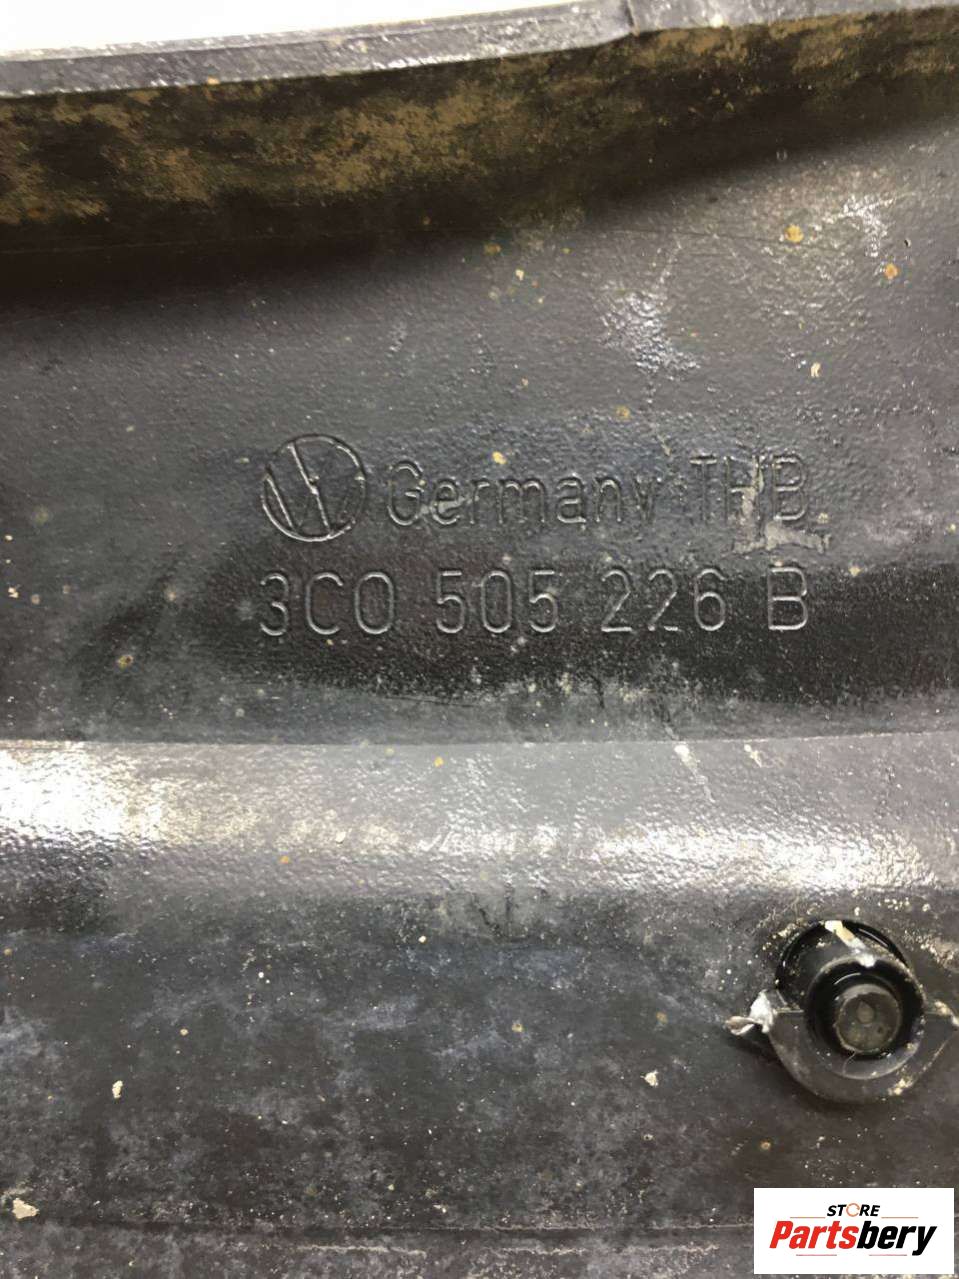 Germany THB
3C0 505 226 B
STORE
Partsbery